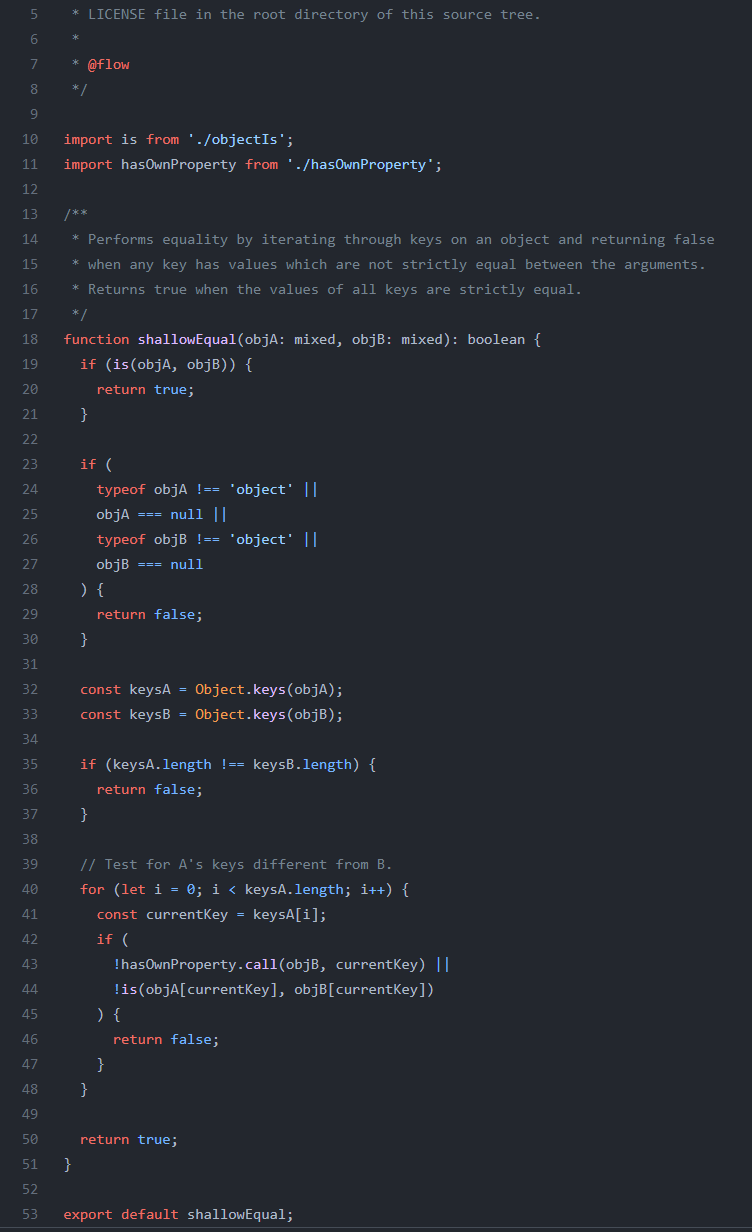 5 * LICENSE file in the root directory of this source tree.
6 *
7 * @flow
8 */
9
10 import is from './objectIs';
11 import hasOwnProperty from './hasOwnProperty';
12
13 /**
14 * Performs equality by iterating through keys on an object and returning false
15 * when any key has values which are not strictly equal between the arguments.
16 * Returns true when the values of all keys are strictly equal.
17 */
18 function shallowEqual(objA: mixed, objB: mixed): boolean {
19 if (is(objA, objB)) {
20 return true;
21 }
22
23 if (
24 typeof objA !== 'object' ||
25 objA === null ||
26 typeof objB !== 'object' ||
27 objB === null
28 ) {
29 return false;
30 }
31
32 const keysA = Object.keys(objA);
33 const keysB = Object.keys(objB);
34
35 if (keysA.length !== keysB.length) {
36 return false;
37 }
38
39 // Test for A's keys different from B.
40 for (let i = 0; i < keysA.length; i++) {
41 const currentKey = keysA[i];
42 if (
43 !hasOwnProperty.call(objB, currentKey) ||
44 !is(objA[currentKey], objB[currentKey])
45 ) {
46 return false;
47 }
48 }
49
50 return true;
51 }
52
53 export default shallowEqual;